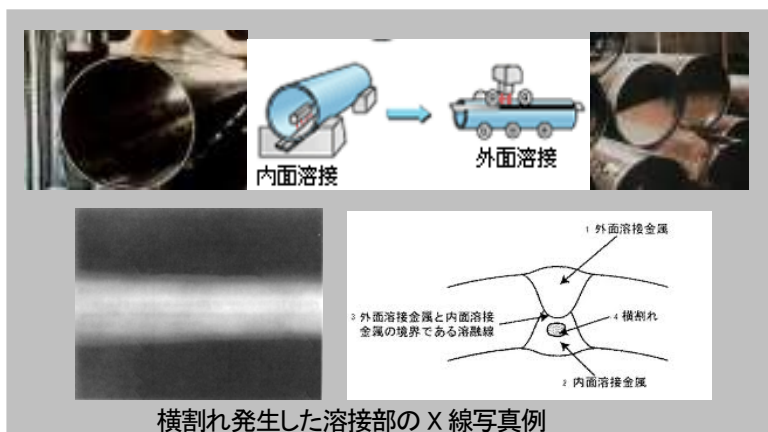 内面溶接
外面溶接
1 外面溶接金属
3 外面溶接金属と内面溶接
金属の境界である溶融線
4 横割れ
2 内面溶接金属
横割れ発生した溶接部のX線写真例